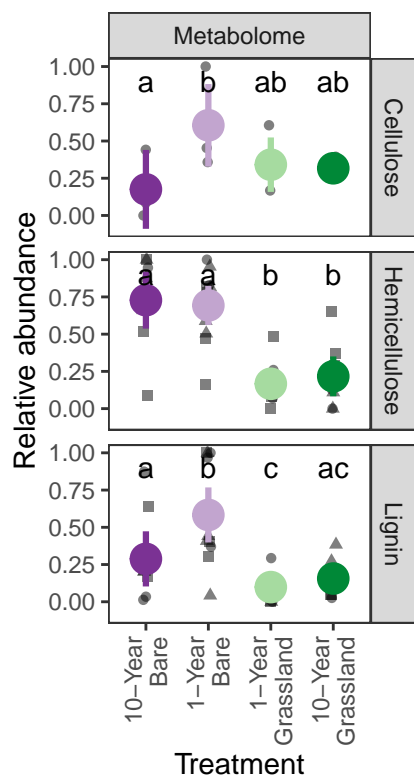 Metabolome
Relative abundance
1.00
0.75
0.50
0.25
0.00
a b ab ab
Cellulose
1.00
0.75
0.50
0.25
0.00
a a b b
Hemicellulose
1.00
0.75
0.50
0.25
0.00
a b c ac
Lignin
10−Year
Bare
1−Year
Bare
1−Year
Grassland
10−Year
Grassland
Treatment